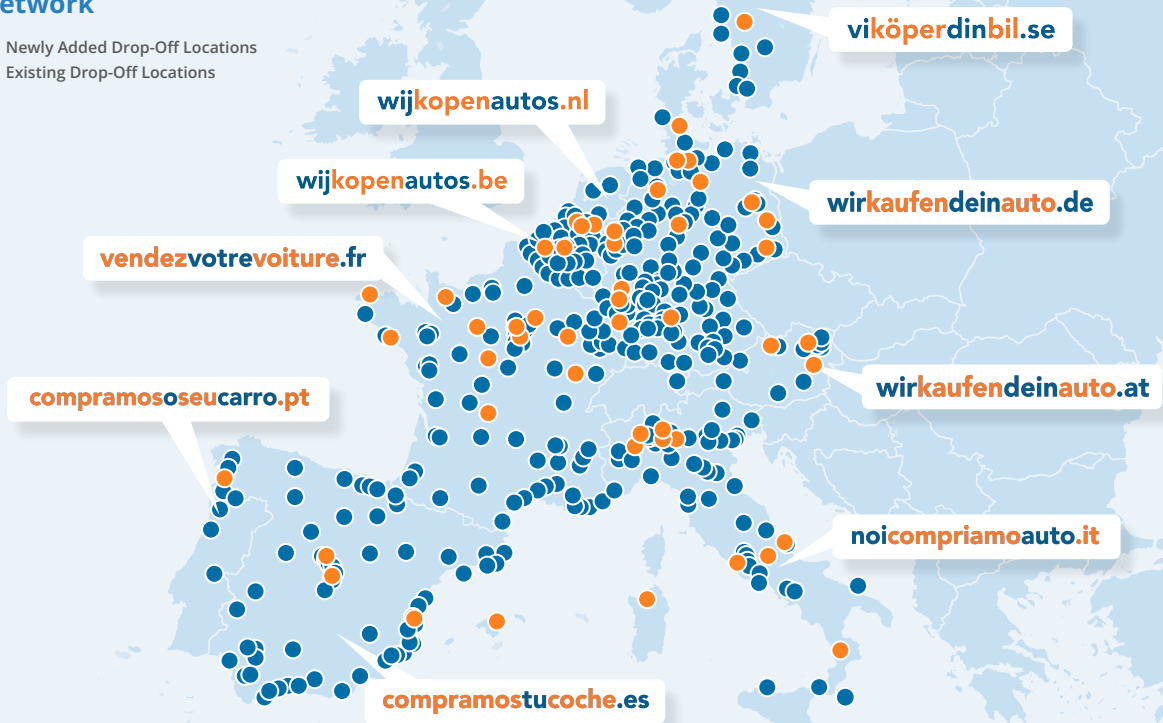 etwork
Newly Added Drop-Off Locations
Existing Drop-Off Locations
viköperdinbil.se
wijkopenautos.nl
wijkopenautos.be
wirkaufendeinauto.de
vendezvotrevoiture.fr
compramososeucarro.pt
wirkaufendeinauto.at
noicompriamoauto.it
compramostucoche.es